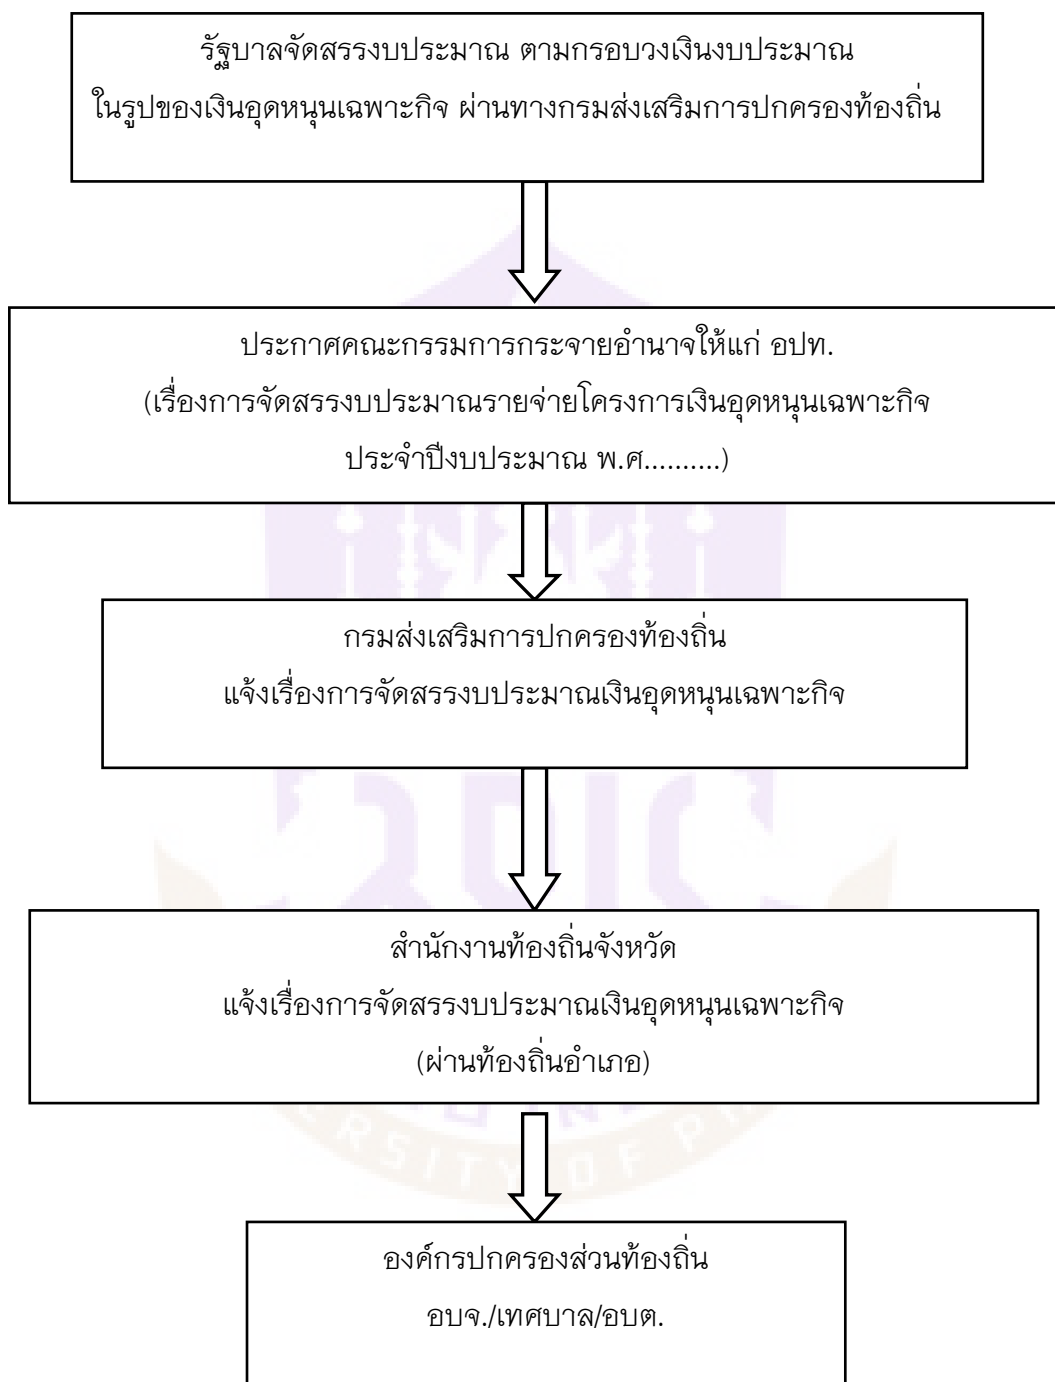 รัฐบาลจัดสรรงบประมาณ ตามกรอบวงเงินงบประมาณ
ในรูปของเงินอุดหนุนเฉพาะกิจ ผ่านทางกรมส่งเสริมการปกครองท้องถิ่น
ประกาศคณะกรรมการกระจายอำนาจให้แก่ อปท.
(เรื่องการจัดสรรงบประมาณรายจ่ายโครงการเงินอุดหนุนเฉพาะกิจ
ประจำปีงบประมาณ พ.ศ..........)
กรมส่งเสริมการปกครองท้องถิ่น
แจ้งเรื่องการจัดสรรงบประมาณเงินอุดหนุนเฉพาะกิจ
สำนักงานท้องถิ่นจังหวัด
แจ้งเรื่องการจัดสรรงบประมาณเงินอุดหนุนเฉพาะกิจ
(ผ่านท้องถิ่นอำเภอ)
องค์กรปกครองส่วนท้องถิ่น
อบจ./เทศบาล/อบต.